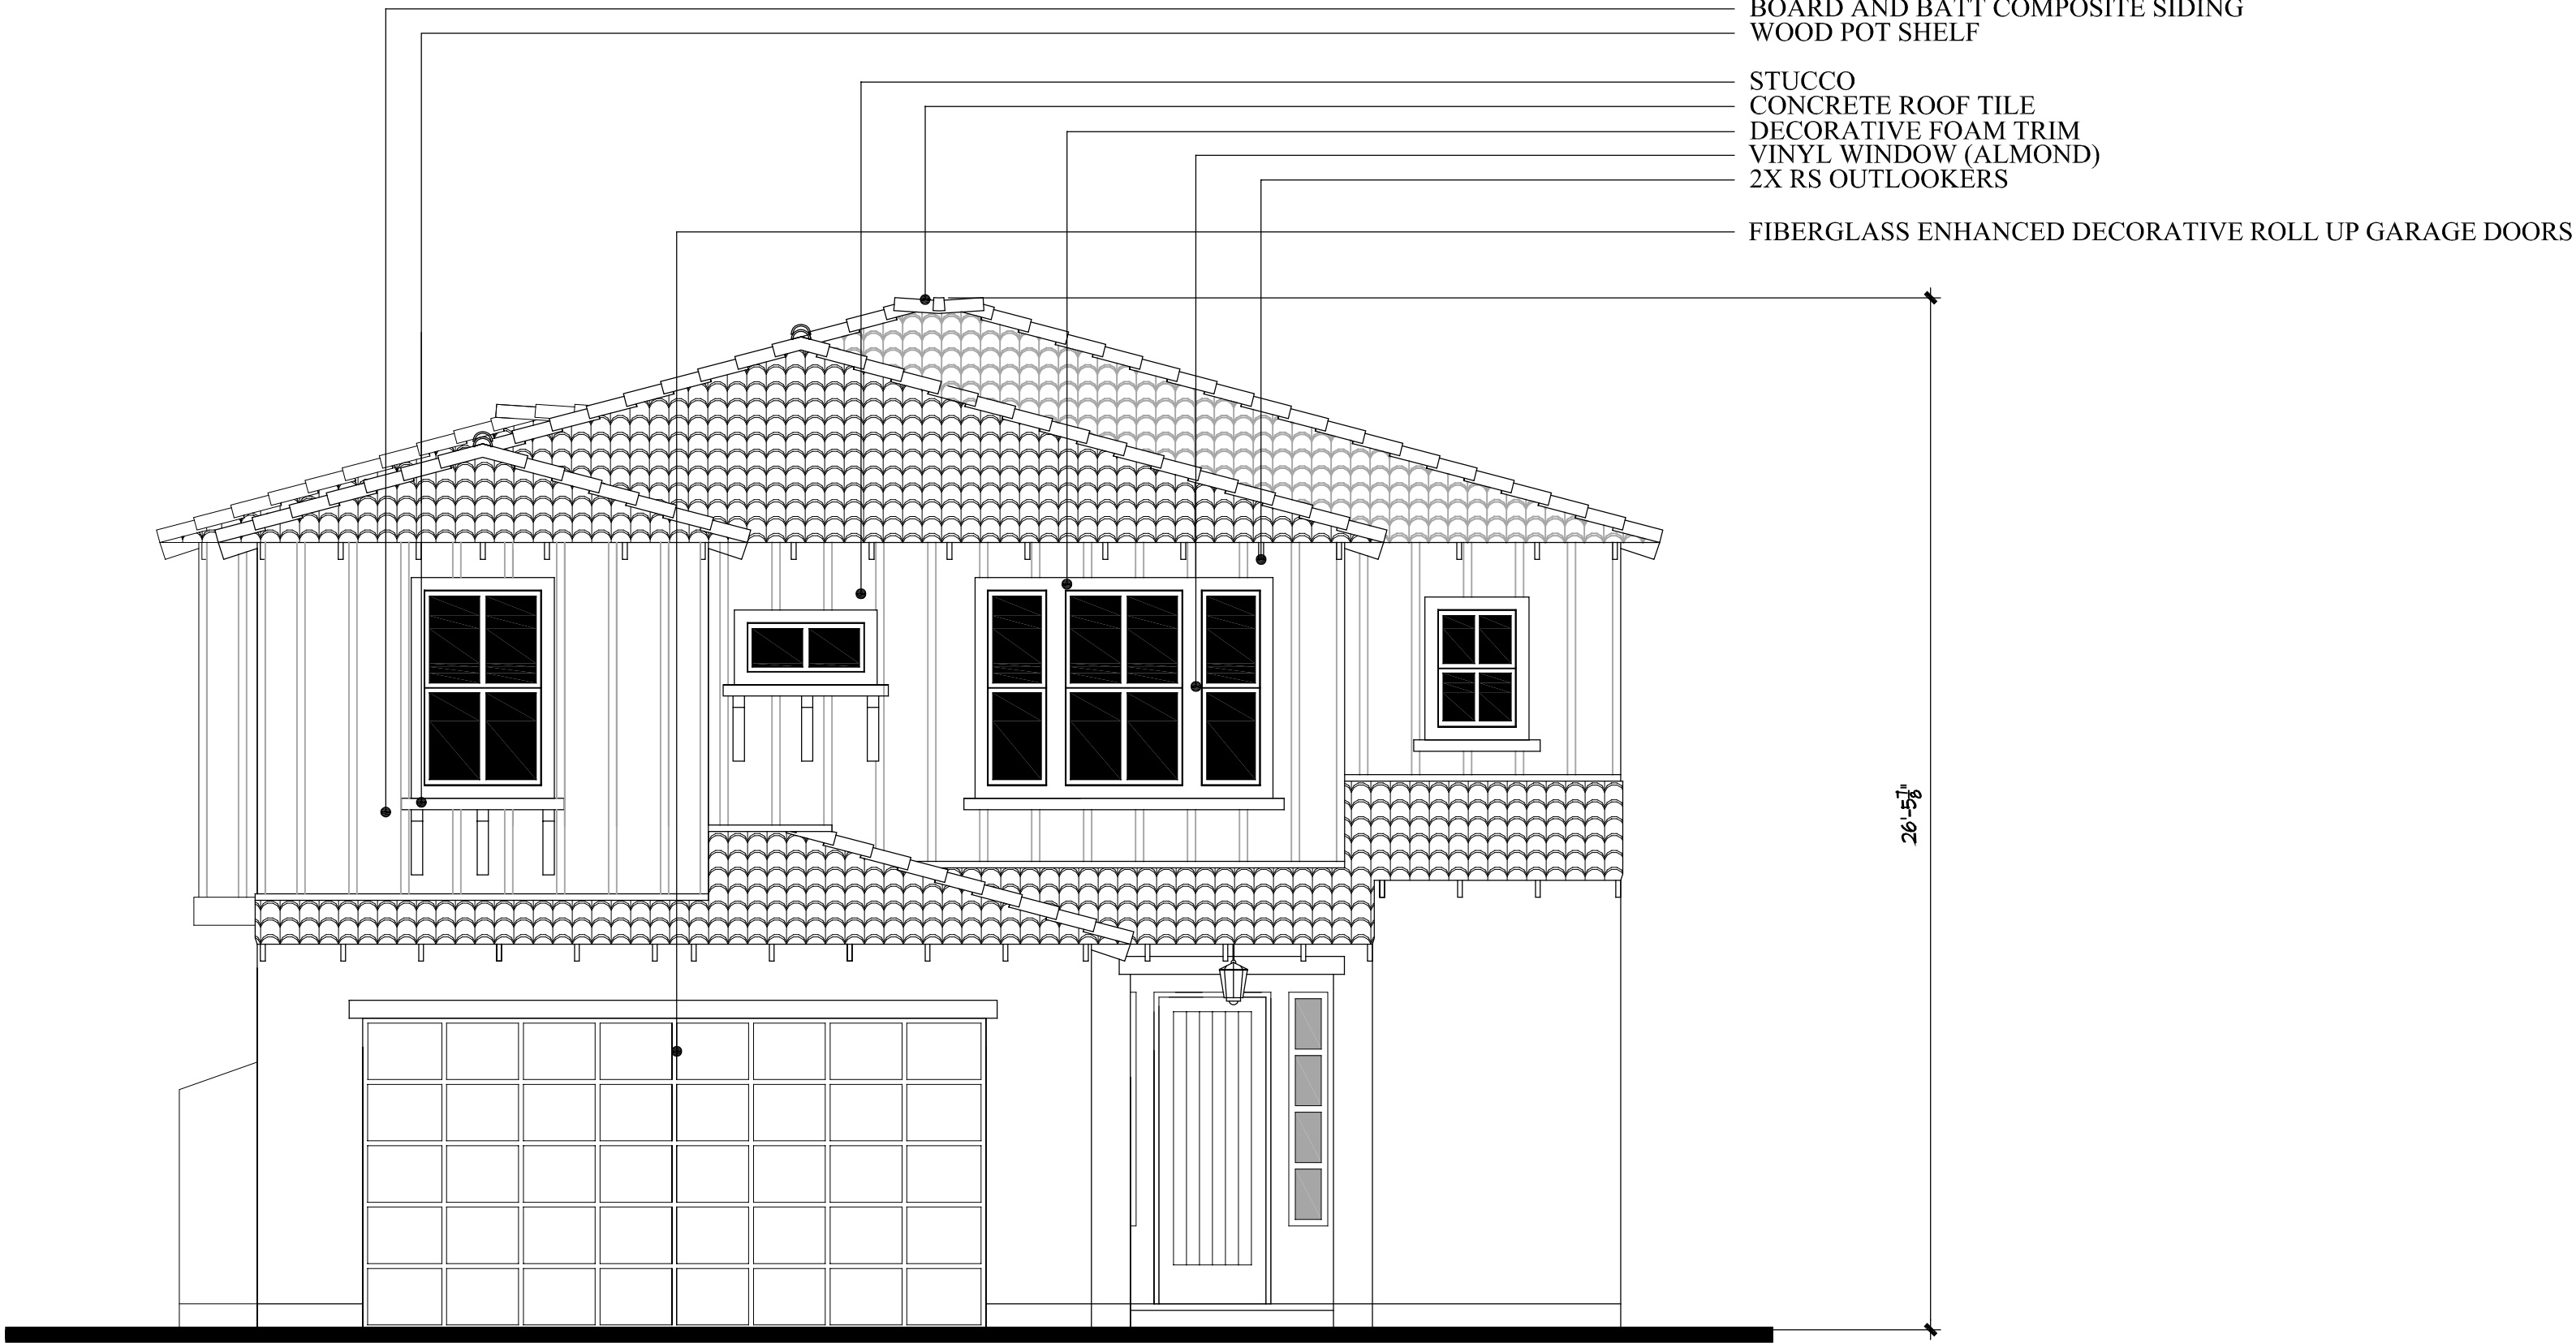 BOARD AND BATT COMPOSITE SIDING
WOOD POT SHELF
STUCCO
CONCRETE ROOF TILE
DECORATIVE FOAM TRIM
VINYL WINDOW (ALMOND)
2X RS OUTLOOKERS
FIBERGLASS ENHANCED DECORATIVE ROLL UP GARAGE DOORS
26'-5 7/8"